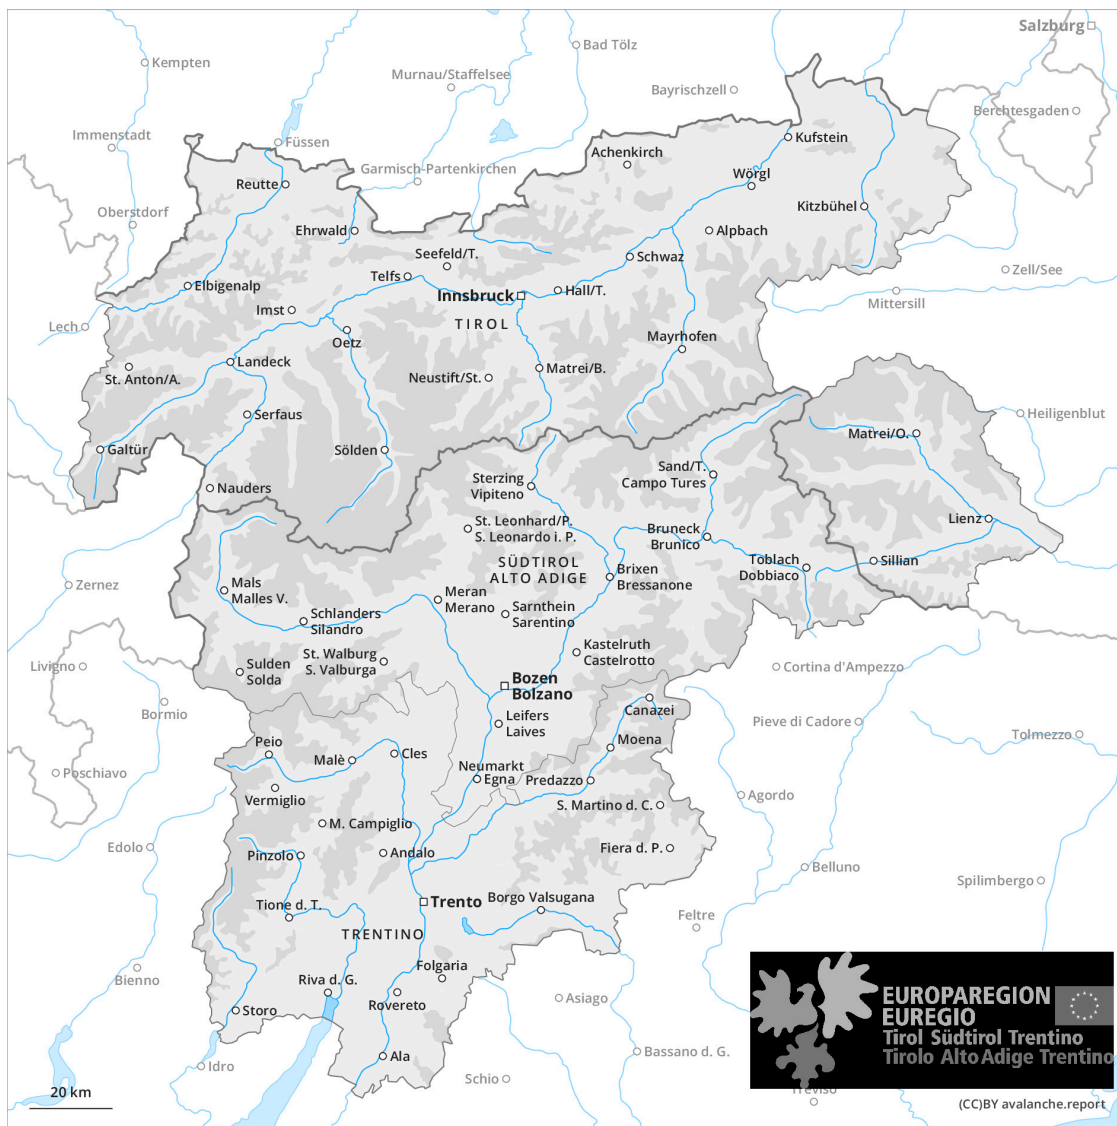 Salzburg
Bad Tölz
Kempten
Murnau/Staffelsee
Bayrischzell
Berchtesgaden
Immenstadt
Füssen
Kufstein
Achenkirch
Garmisch-Partenkirchen
Wörgl
Reutte
Kitzbühel
Oberstdorf
Ehrwald
Alpbach
Seefeld/T.
Schwaz
Telfs
Zell/See
Elbigenalp
Hall/T.
Innsbruck
Mittersill
Imst
TIROL
Lech
Oetz
Mayrhofen
Landeck
Matrei/B.
St. Anton/A.
Neustift/St.
Serfaus
Heiligenblut
Matrei/O.
Galtür
Sölden
Sand/T.
Campo Tures
Sterzing
Vipiteno
Nauders
Lienz
St. Leonhard/P.
S. Leonardo i. P.
Bruneck
Brunico
SÜDTIROL
ALTO ADIGE
Toblach
Dobbiaco
Sillian
Brixen
Bressanone
Zernez
Mals
Malles V.
Meran
Merano
Schlanders
Silandro
Sarnthein
Sarentino
Kastelruth
Castelrotto
St. Walburg
S. Valburga
Livigno
Sulden
Solda
Cortina d'Ampezzo
Bozen
Bolzano
Canazei
Bormio
Leifers
Laives
Pieve di Cadore
Moena
Tolmezzo
Peio
Malè
Cles
Neumarkt
Egna
Predazzo
Poschiavo
Vermiglio
Agordo
S. Martino d. C.
M. Campiglio
Edolo
Pinzolo
Andalo
Fiera d. P.
Belluno
Spilimbergo
Trento
Borgo Valsugana
Tione d. T.
Feltre
TRENTINO
Folgaria
Bienno
Riva d. G.
Rovereto
Asiago
Storo
EUROPAREGION
EUREGIO
Tirol Südtirol Trentino
Tirolo Alto Adige Trentino
Ala
Bassano d. G.
Idro
Schio
Treviso
20 km
(CC)BY avalanche.report